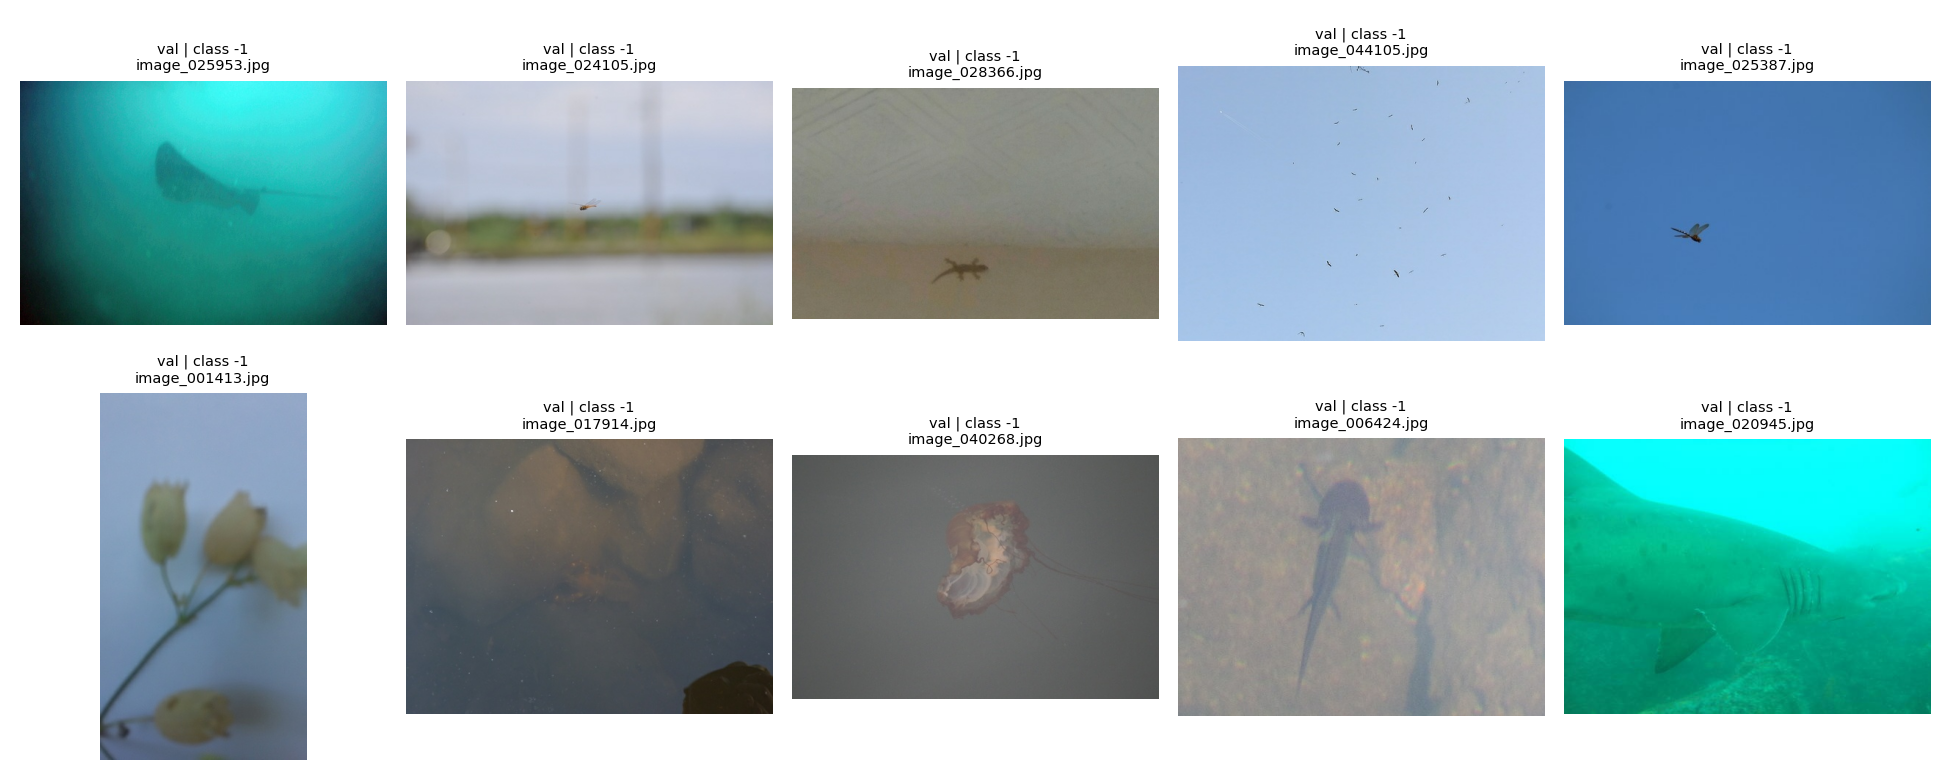 val | class -1
image_025953.jpg
val | class -1
image_024105.jpg
val | class -1
image_028366.jpg
val | class -1
image_044105.jpg
val | class -1
image_025387.jpg
val | class -1
image_001413.jpg
val | class -1
image_017914.jpg
val | class -1
image_040268.jpg
val | class -1
image_006424.jpg
val | class -1
image_020945.jpg